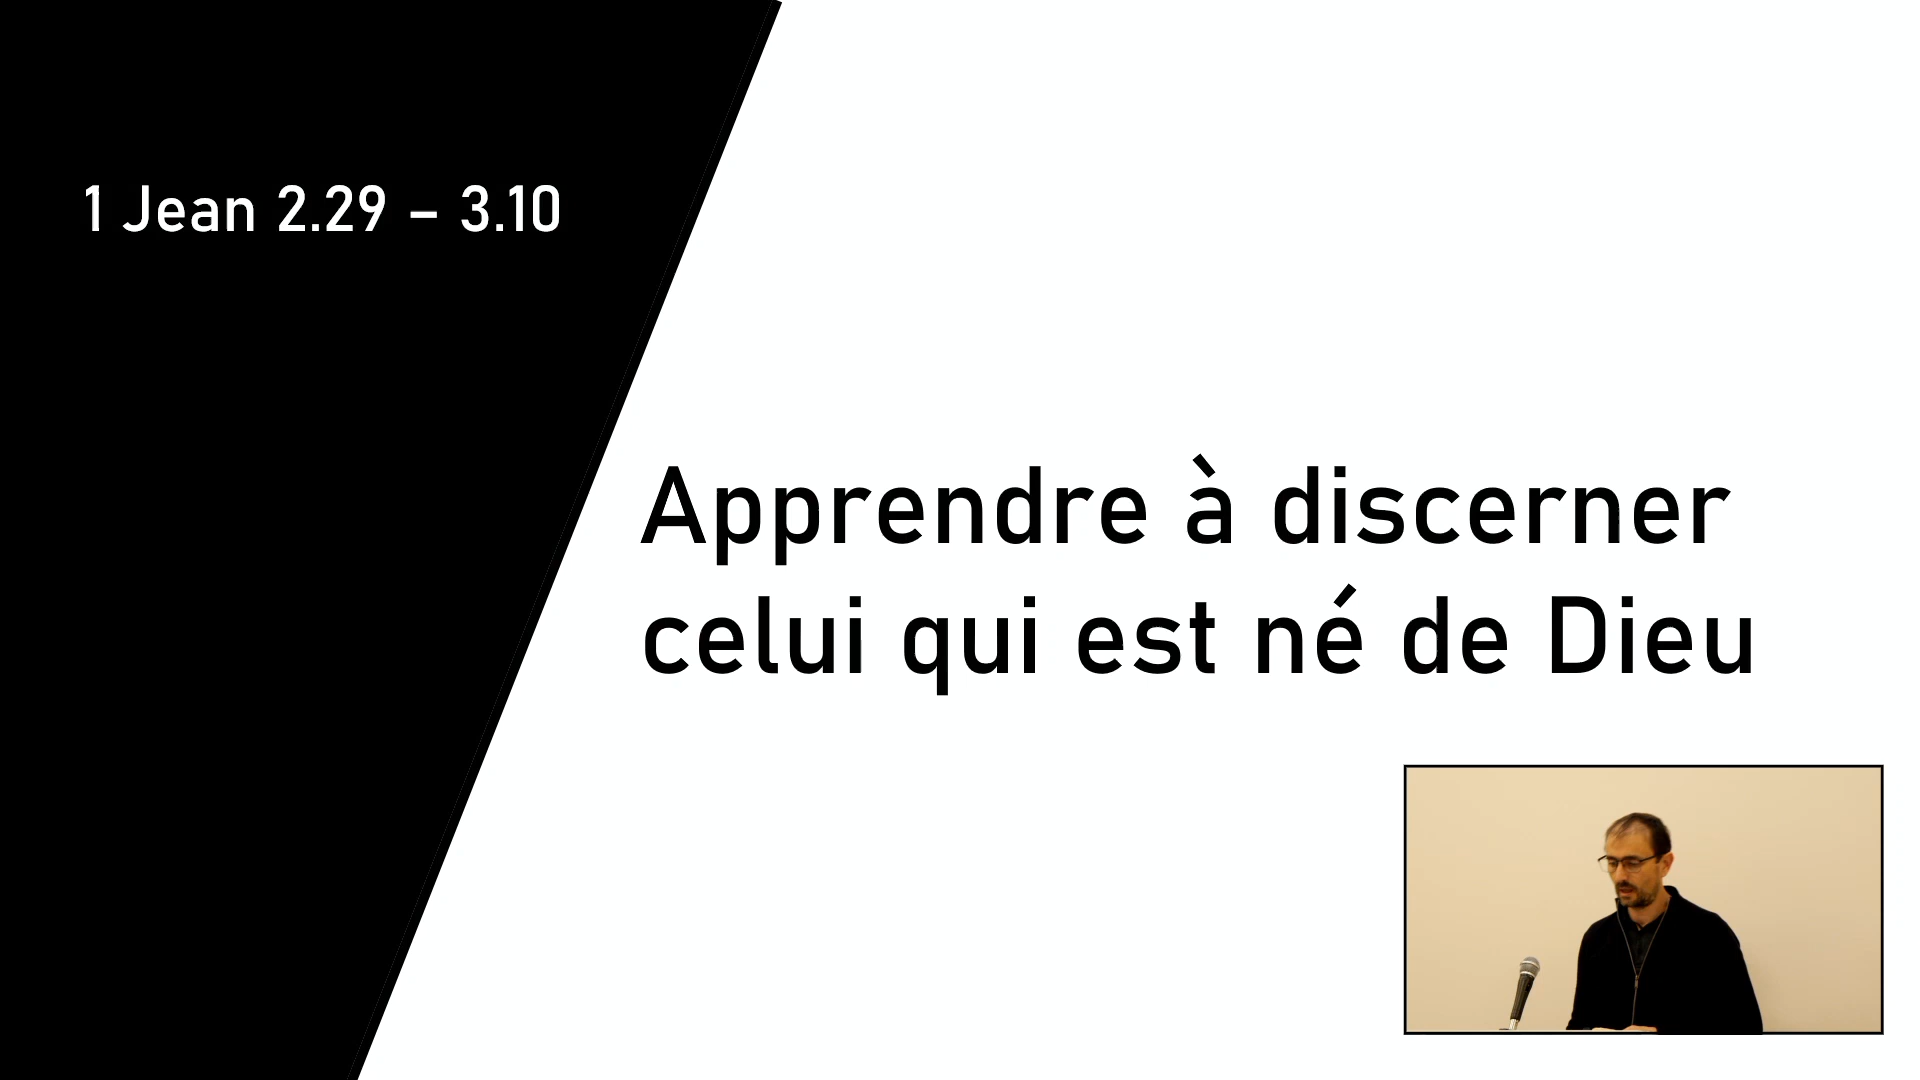 1 Jean 2.29 – 3.10
Apprendre à discerner
celui qui est né de Dieu